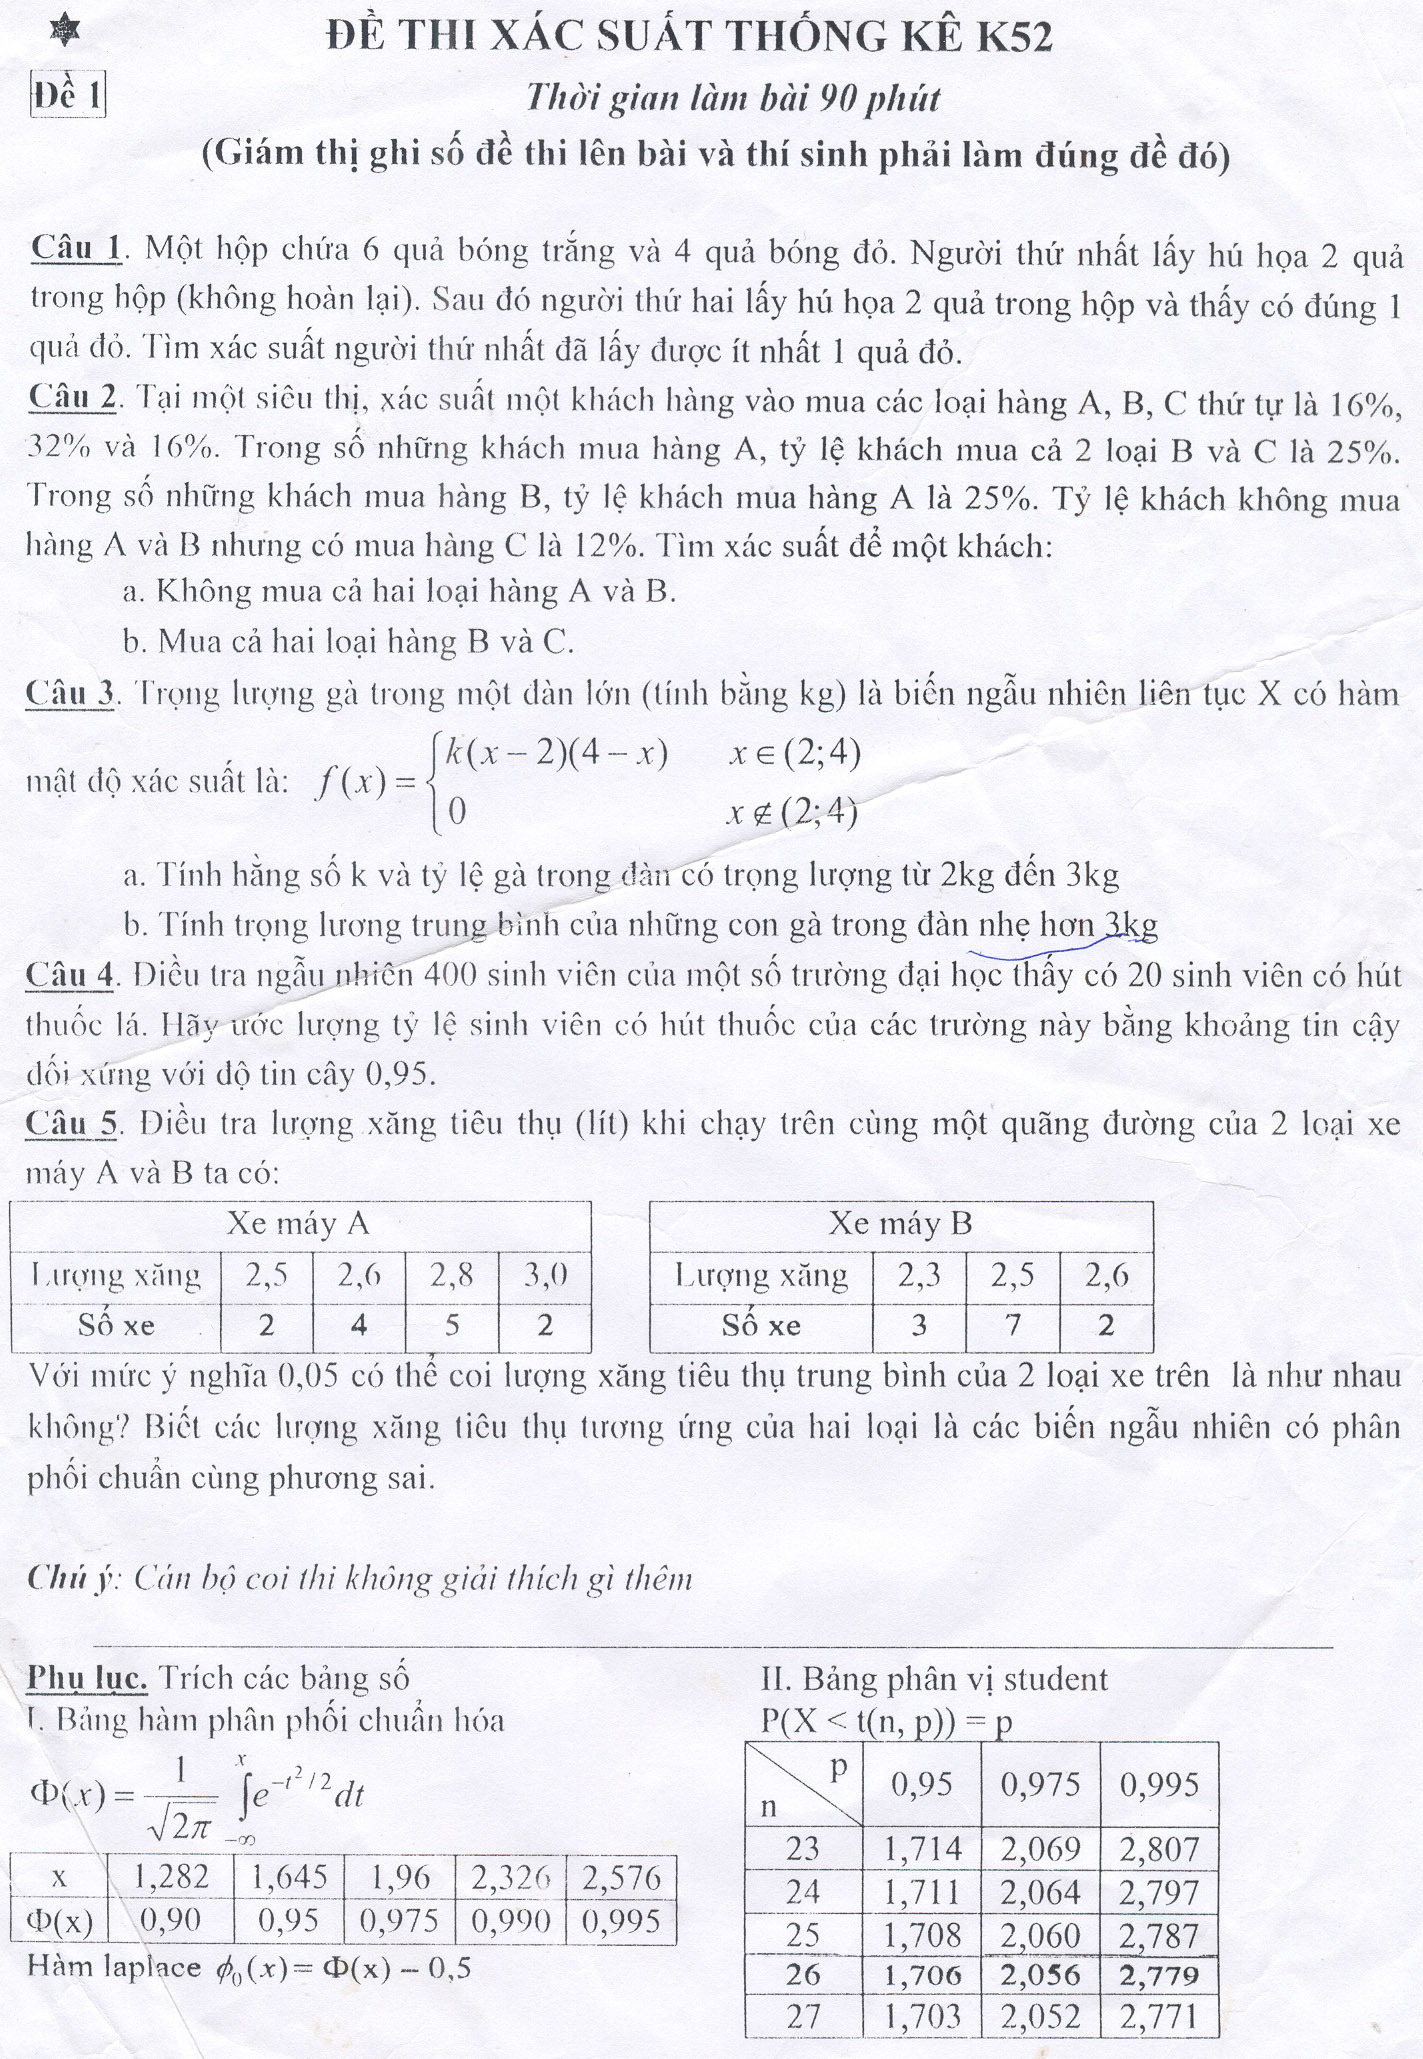 ĐỀ THI XÁC SUẤT THỐNG KÊ K52
Đề 1
Thời gian làm bài 90 phút
(Giám thị ghi số đề thi lên bài và thí sinh phải làm đúng đề đó)
Câu 1. Một hộp chứa 6 quả bóng trắng và 4 quả bóng đỏ. Người thứ nhất lấy hú họa 2 quả
trong hộp (không hoàn lại). Sau đó người thứ hai lấy hú họa 2 quả trong hộp và thấy có đúng 1
quả đỏ. Tìm xác suất người thứ nhất đã lấy được ít nhất 1 quả đỏ.
Câu 2. Tại một siêu thị, xác suất một khách hàng vào mua các loại hàng A, B, C thứ tự là 16%,
32% và 16%. Trong số những khách mua hàng A, tỷ lệ khách mua cả 2 loại B và C là 25%.
Trong số những khách mua hàng B, tỷ lệ khách mua hàng A là 25%. Tỷ lệ khách không mua
hàng A và B nhưng có mua hàng C là 12%. Tìm xác suất để một khách:
a. Không mua cả hai loại hàng A và B.
b. Mua cả hai loại hàng B và C.
Câu 3. Trọng lượng gà trong một đàn lớn (tính bằng kg) là biến ngẫu nhiên liên tục X có hàm
mật độ xác suất là: f(x) = { k(x − 2)(4 − x) x ∈ (2; 4)
0 x ∉ (2; 4)
a. Tính hằng số k và tỷ lệ gà trong đàn có trọng lượng từ 2kg đến 3kg
b. Tính trọng lương trung bình của những con gà trong đàn nhẹ hơn 3kg
Câu 4. Điều tra ngẫu nhiên 400 sinh viên của một số trường đại học thấy có 20 sinh viên có hút
thuốc lá. Hãy ước lượng tỷ lệ sinh viên có hút thuốc của các trường này bằng khoảng tin cậy
đối xứng với độ tin cây 0,95.
Câu 5. Điều tra lượng xăng tiêu thụ (lít) khi chạy trên cùng một quãng đường của 2 loại xe
máy A và B ta có:
Xe máy A
Lượng xăng 2,5 2,6 2,8 3,0
Số xe 2 4 5 2
Xe máy B
Lượng xăng 2,3 2,5 2,6
Số xe 3 7 2
Với mức ý nghĩa 0,05 có thể coi lượng xăng tiêu thụ trung bình của 2 loại xe trên là như nhau
không? Biết các lượng xăng tiêu thụ tương ứng của hai loại là các biến ngẫu nhiên có phân
phối chuẩn cùng phương sai.
Chú ý: Cán bộ coi thi không giải thích gì thêm
Phụ lục. Trích các bảng số
I. Bảng hàm phân phối chuẩn hóa
Φ(x) = 1/√2π ∫_{−∞}^{x} e^{−t²/2} dt
x 1,282 1,645 1,96 2,326 2,576
Φ(x) 0,90 0,95 0,975 0,990 0,995
Hàm laplace ϕ₀(x) = Φ(x) − 0,5
II. Bảng phân vị student
P(X < t(n, p)) = p
p 0,95 0,975 0,995
n
23 1,714 2,069 2,807
24 1,711 2,064 2,797
25 1,708 2,060 2,787
26 1,706 2,056 2,779
27 1,703 2,052 2,771